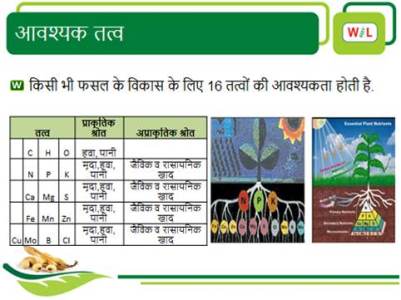 आवश्यक तत्व
WiL
W किसी भी फसल के विकास के लिए 16 तत्वों की आवश्यकता होती है.
तत्व प्राकृतिक श्रोत अप्राकृतिक श्रोत
C H O हवा, पानी
N P K मृदा,हवा, पानी जैविक व रासायनिक खाद
Ca Mg S मृदा,हवा, पानी जैविक व रासायनिक खाद
Fe Mn Zn मृदा,हवा, पानी जैविक व रासायनिक खाद
Cu Mo B Cl मृदा,हवा, पानी जैविक व रासायनिक खाद
N P K
Essential Plant Nutrients